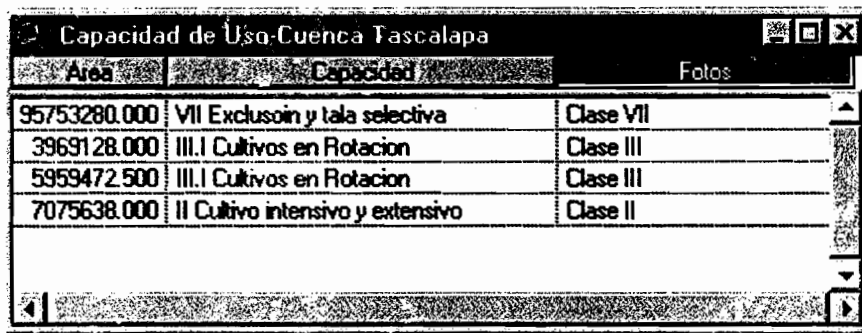 Capacidad de Uso-Cuenca Tascalapa
Area Capacidad Fotos
95753280.000 VII Exclusoin y tala selectiva Clase VII
3969128.000 III.I Cultivos en Rotacion Clase III
5959472.500 III.I Cultivos en Rotacion Clase III
7075638.000 II Cultivo intensivo y extensivo Clase II